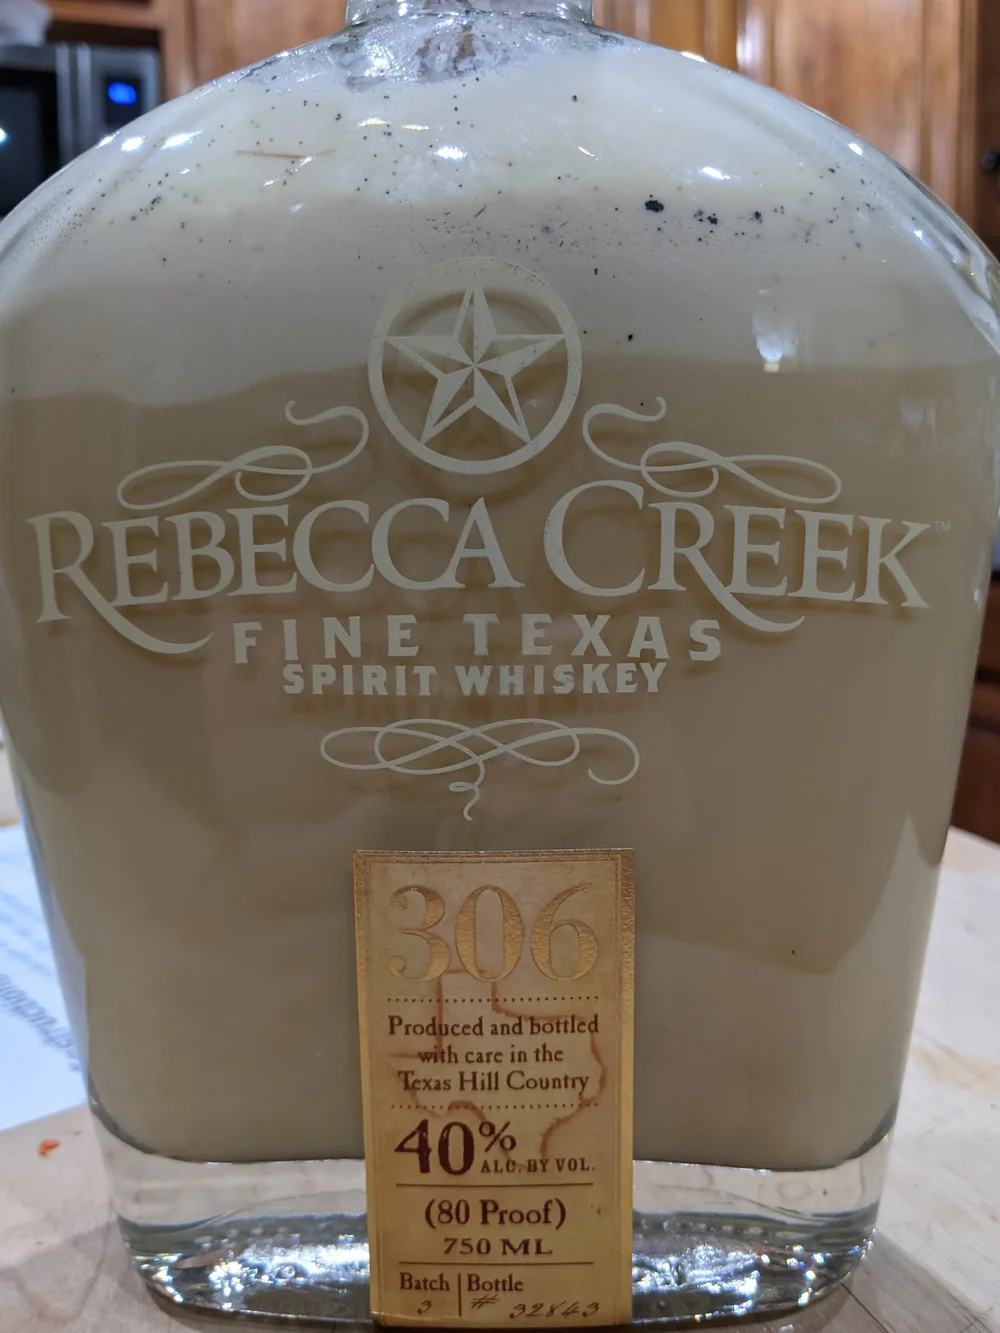 REBECCA CREEK™
FINE TEXAS
SPIRIT WHISKEY
306
Produced and bottled
with care in the
Texas Hill Country
40% ALC. BY VOL.
(80 Proof)
750 ML
Batch | Bottle
3 # 32843